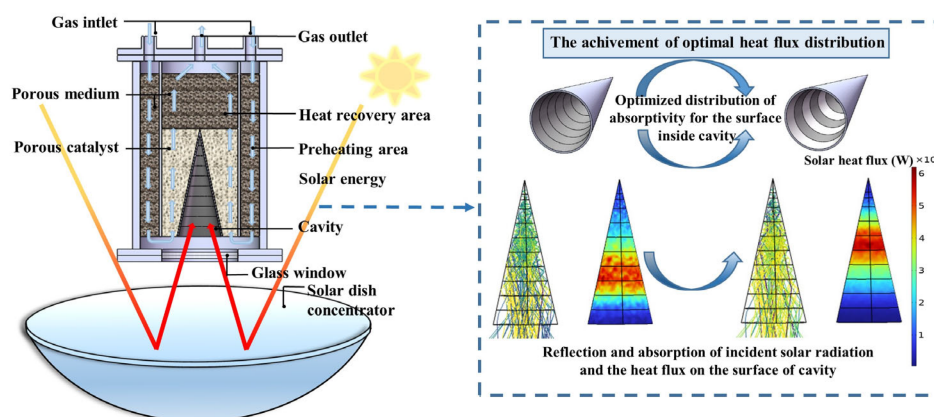 Gas intlet
Gas outlet
Porous medium
Heat recovery area
Porous catalyst
Preheating area
Solar energy
Cavity
Glass window
Solar dish
concentrator
The achivement of optimal heat flux distribution
Optimized distribution of
absorptivity for the surface
inside cavity
Solar heat flux (W)
×10
6
5
4
3
2
1
Reflection and absorption of incident solar radiation
and the heat flux on the surface of cavity